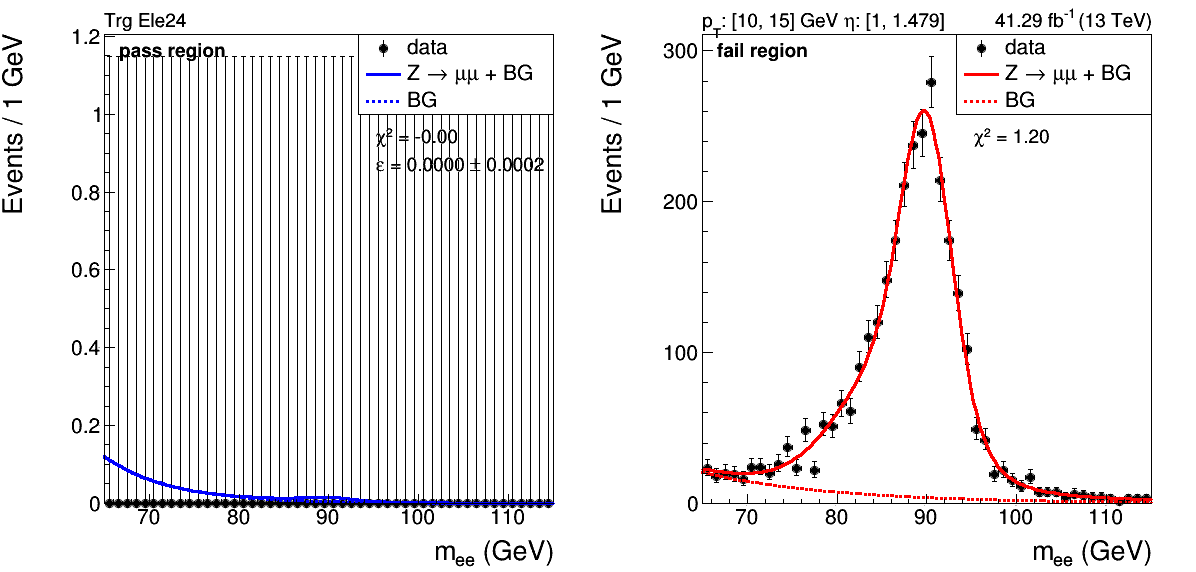 Trg Ele24
pass region
data
Z → μμ + BG
BG
χ² = -0.00
ε = 0.0000 ± 0.0002
Events / 1 GeV
1.2
1
0.8
0.6
0.4
0.2
0
70 80 90 100 110
m_ee (GeV)
p_T: [10, 15] GeV η: [1, 1.479] 41.29 fb⁻¹ (13 TeV)
fail region
data
Z → μμ + BG
BG
χ² = 1.20
Events / 1 GeV
300
200
100
0
70 80 90 100 110
m_ee (GeV)